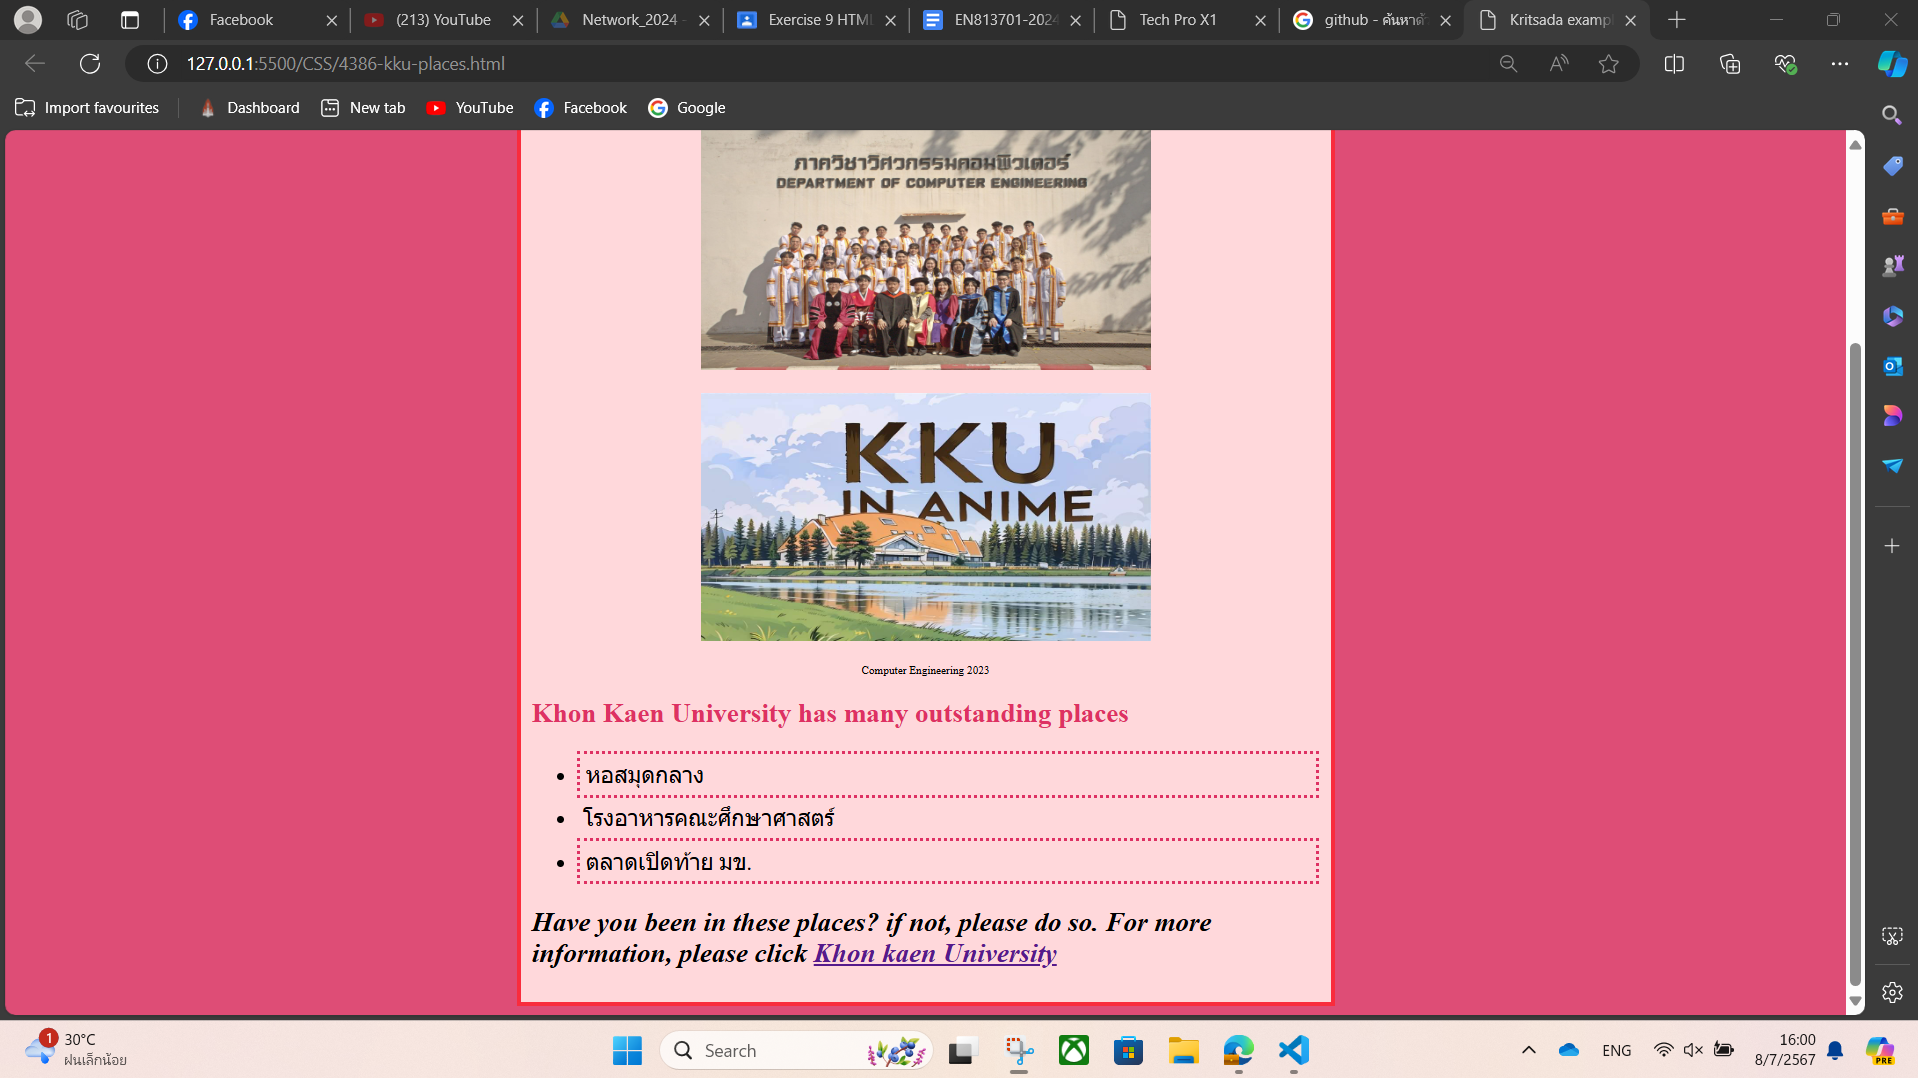 Facebook
(213) YouTube
Network_2024 -
Exercise 9 HTML
EN813701-2024
Tech Pro X1
github - ค้นหาด้
Kritsada exampl
127.0.0.1:5500/CSS/4386-kku-places.html
Import favourites
Dashboard
New tab
YouTube
Facebook
Google
ภาควิชาวิศวกรรมคอมพิวเตอร์
DEPARTMENT OF COMPUTER ENGINEERING
KKU
IN ANIME
Computer Engineering 2023
Khon Kaen University has many outstanding places
• หอสมุดกลาง
• โรงอาหารคณะศึกษาศาสตร์
• ตลาดเปิดท้าย มข.
Have you been in these places? if not, please do so. For more
information, please click Khon kaen University
1
30°C
ฝนเล็กน้อย
Search
ENG
16:00
8/7/2567
PRE